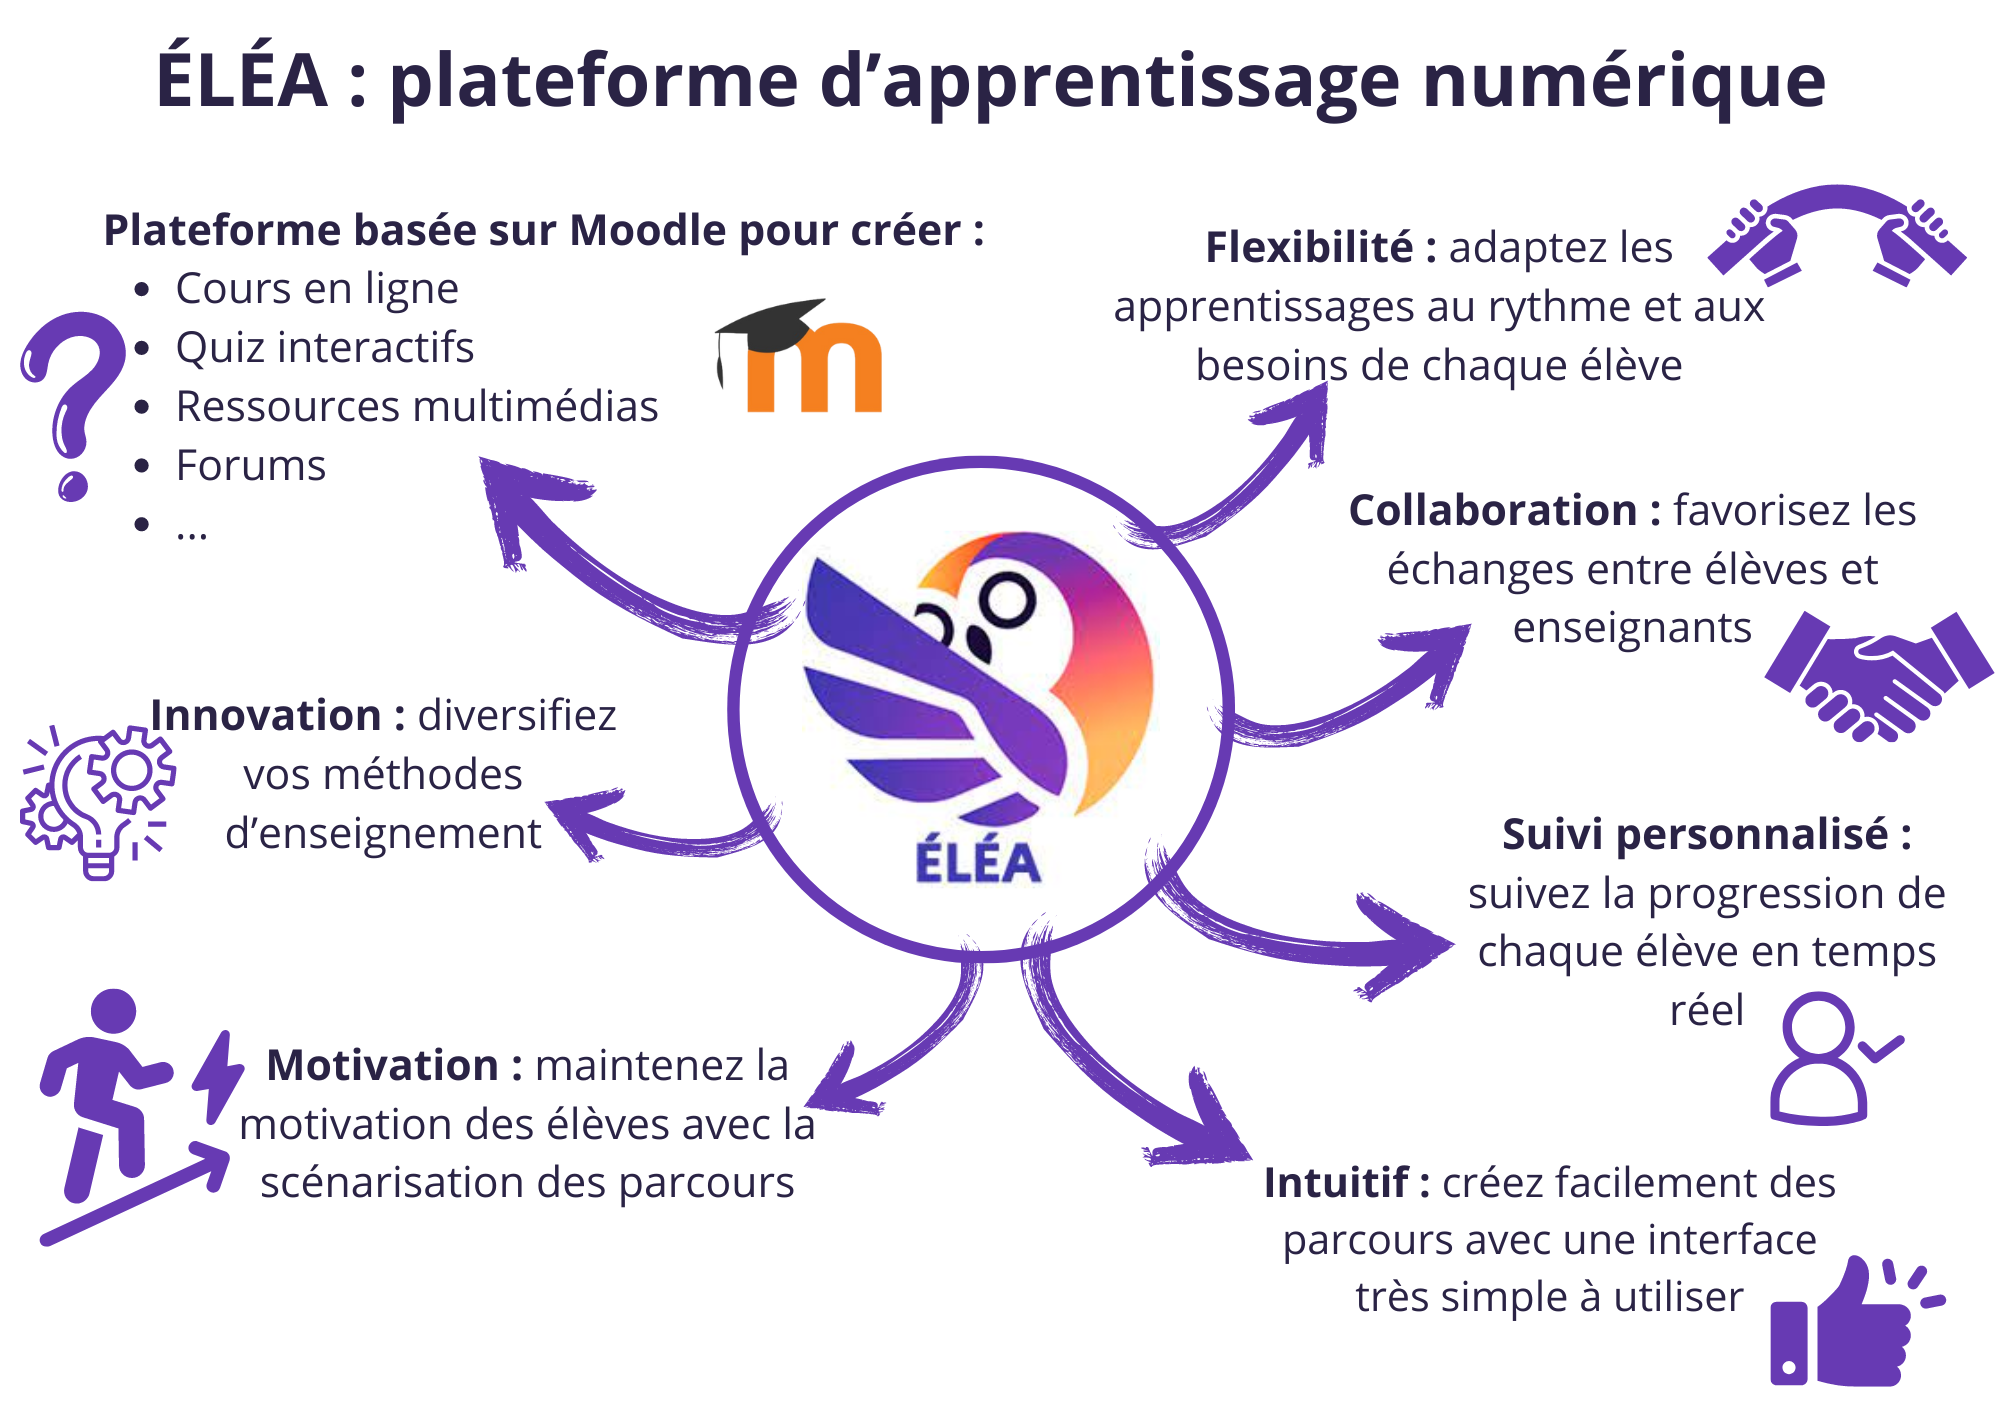 ÉLÉA : plateforme d’apprentissage numérique
Plateforme basée sur Moodle pour créer :
• Cours en ligne
• Quiz interactifs
• Ressources multimédias
• Forums
• ...
m
Flexibilité : adaptez les
apprentissages au rythme et aux
besoins de chaque élève
Collaboration : favorisez les
échanges entre élèves et
enseignants
Innovation : diversifiez
vos méthodes
d’enseignement
ÉLÉA
Suivi personnalisé :
suivez la progression de
chaque élève en temps
réel
Motivation : maintenez la
motivation des élèves avec la
scénarisation des parcours
Intuitif : créez facilement des
parcours avec une interface
très simple à utiliser